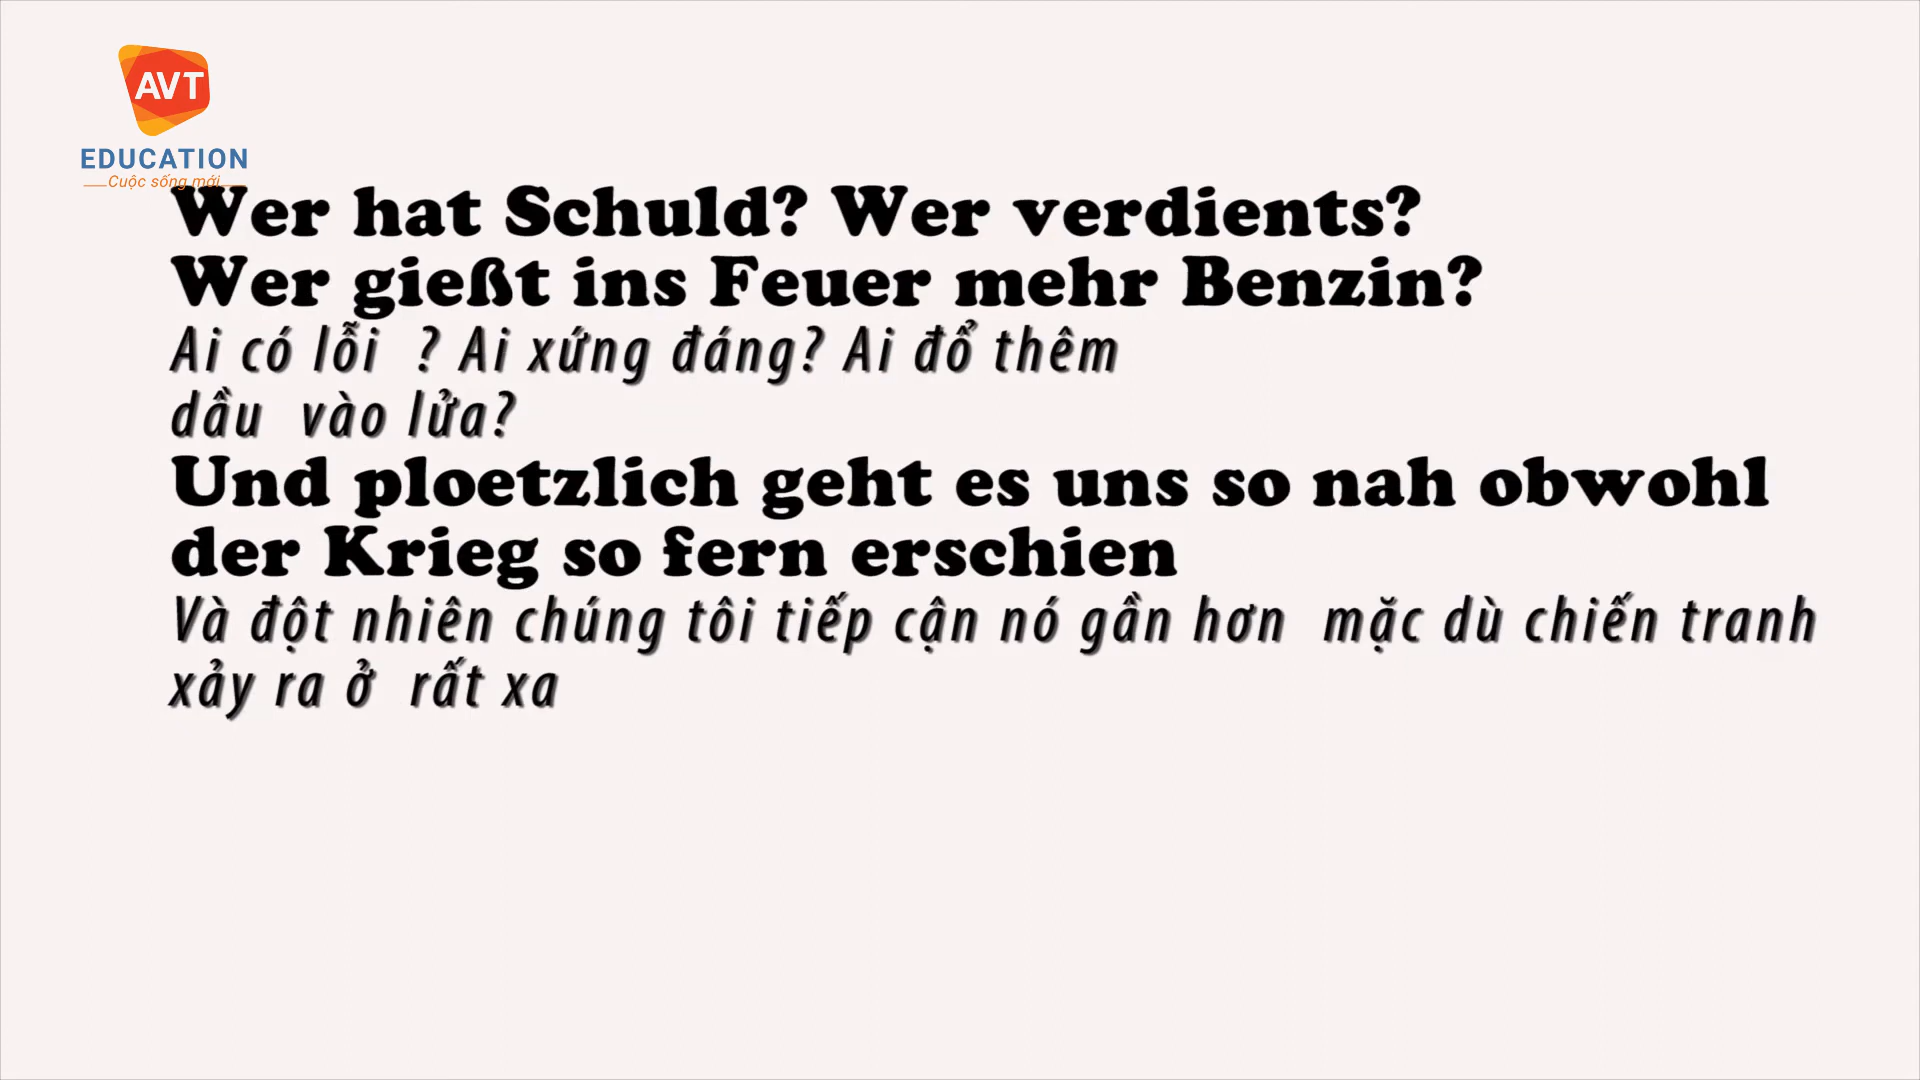 AVT
EDUCATION
Cuộc sống mới
Wer hat Schuld? Wer verdients?
Wer gießt ins Feuer mehr Benzin?
Ai có lỗi ? Ai xứng đáng? Ai đổ thêm
dầu vào lửa?
Und ploetzlich geht es uns so nah obwohl
der Krieg so fern erschien
Và đột nhiên chúng tôi tiếp cận nó gần hơn mặc dù chiến tranh
xảy ra ở rất xa